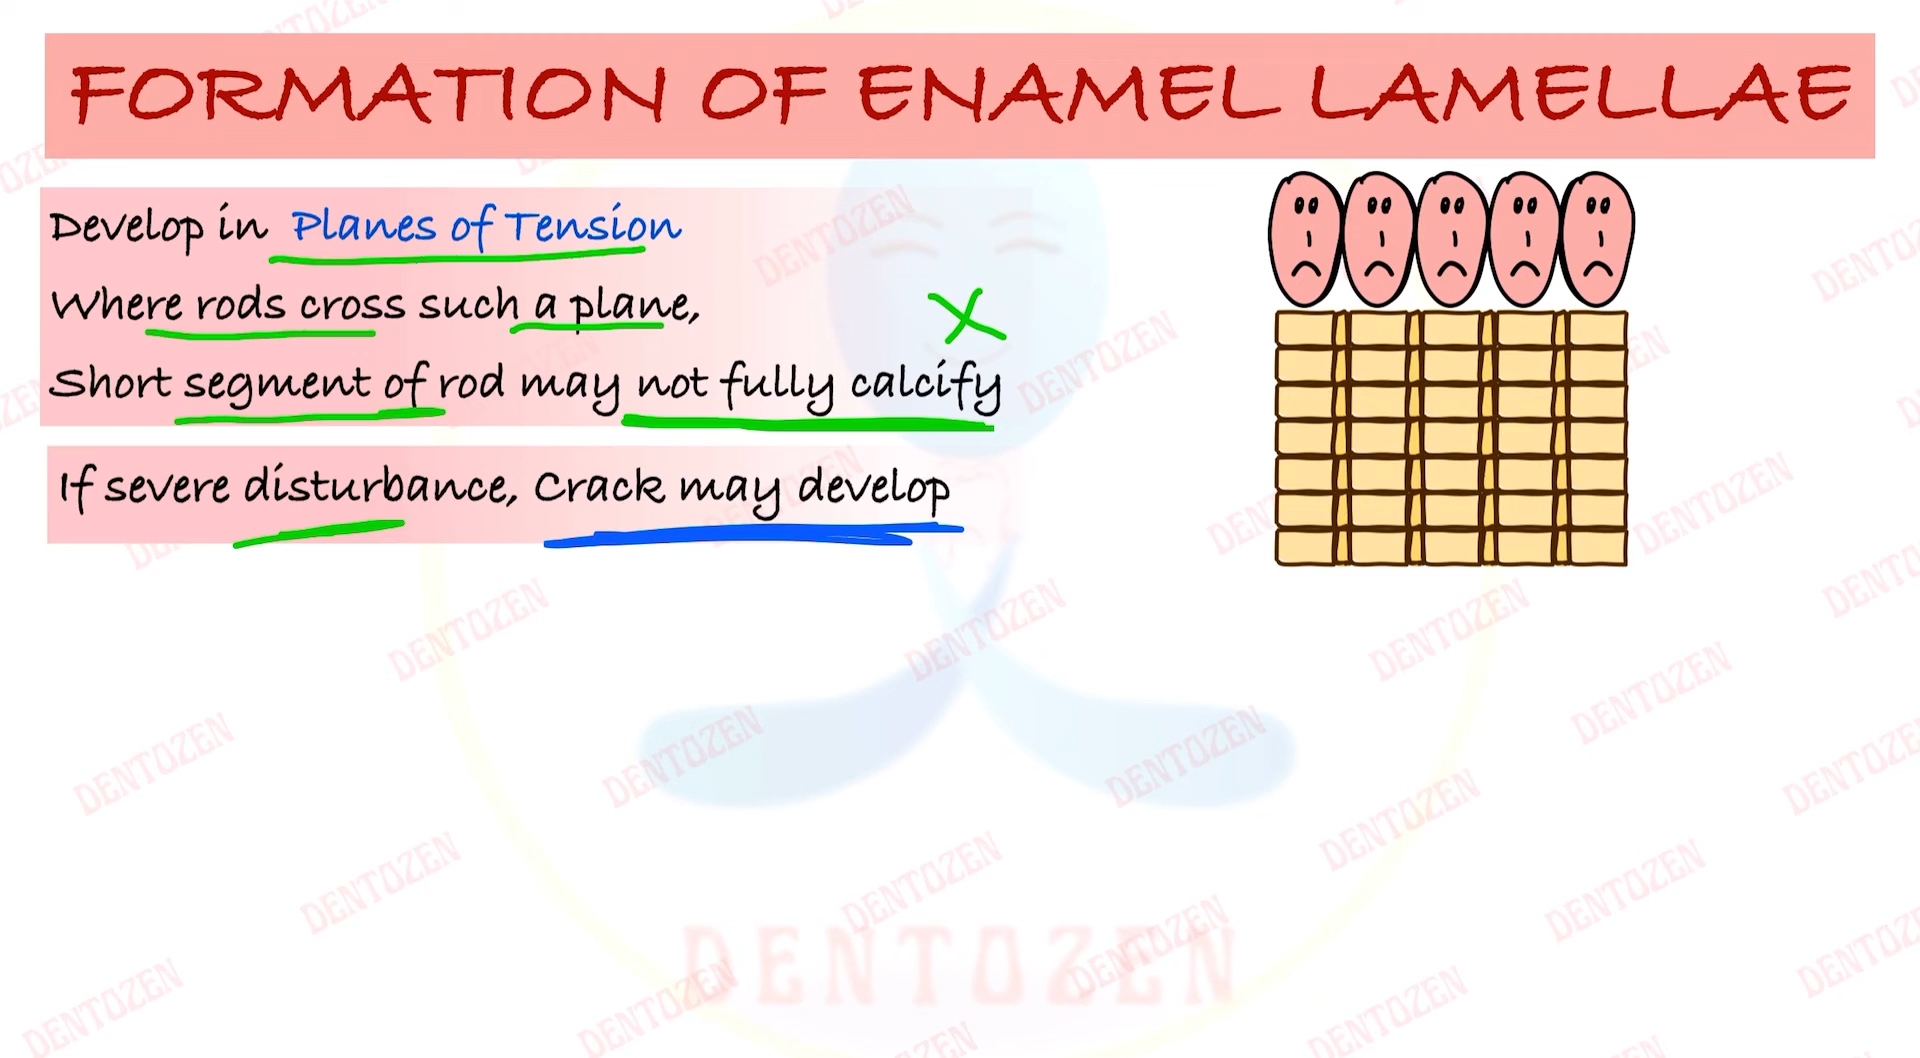 FORMATION OF ENAMEL LAMELLAE
Develop in Planes of Tension
Where rods cross such a plane,
Short segment of rod may not fully calcify
If severe disturbance, Crack may develop
DENTOZEN